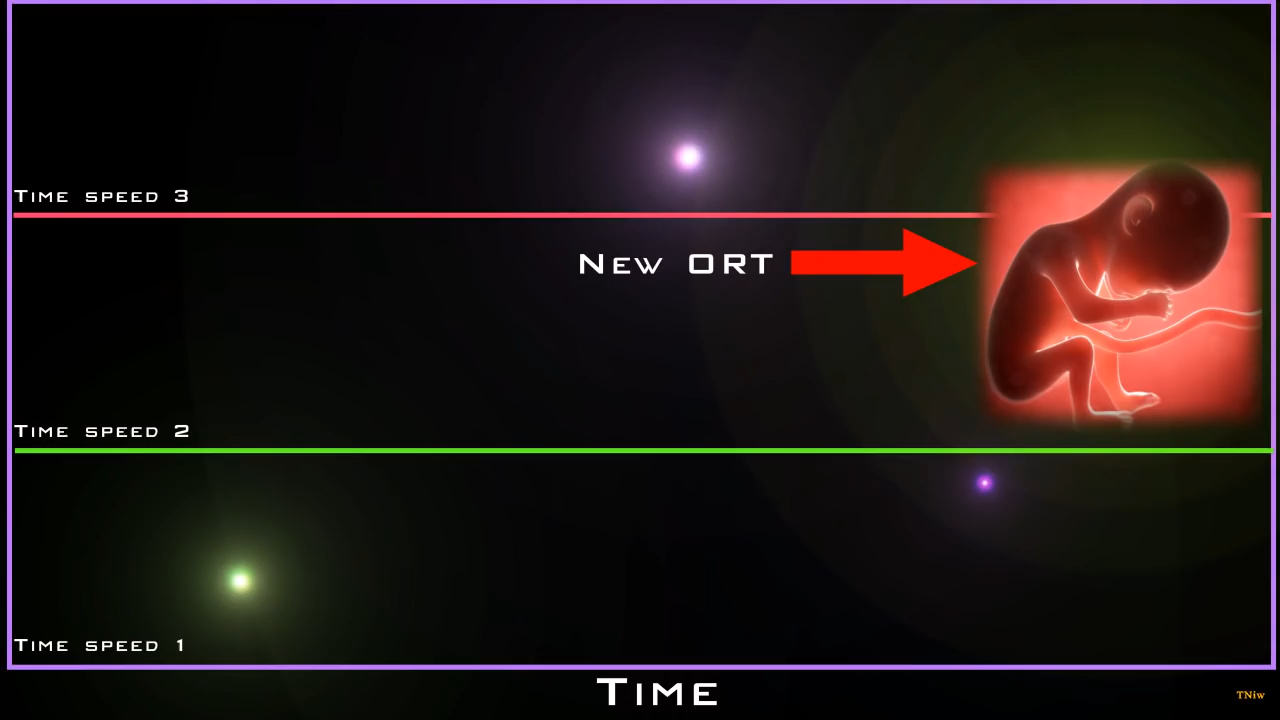 Time speed 3
New ORT
Time speed 2
Time speed 1
Time
TNiw